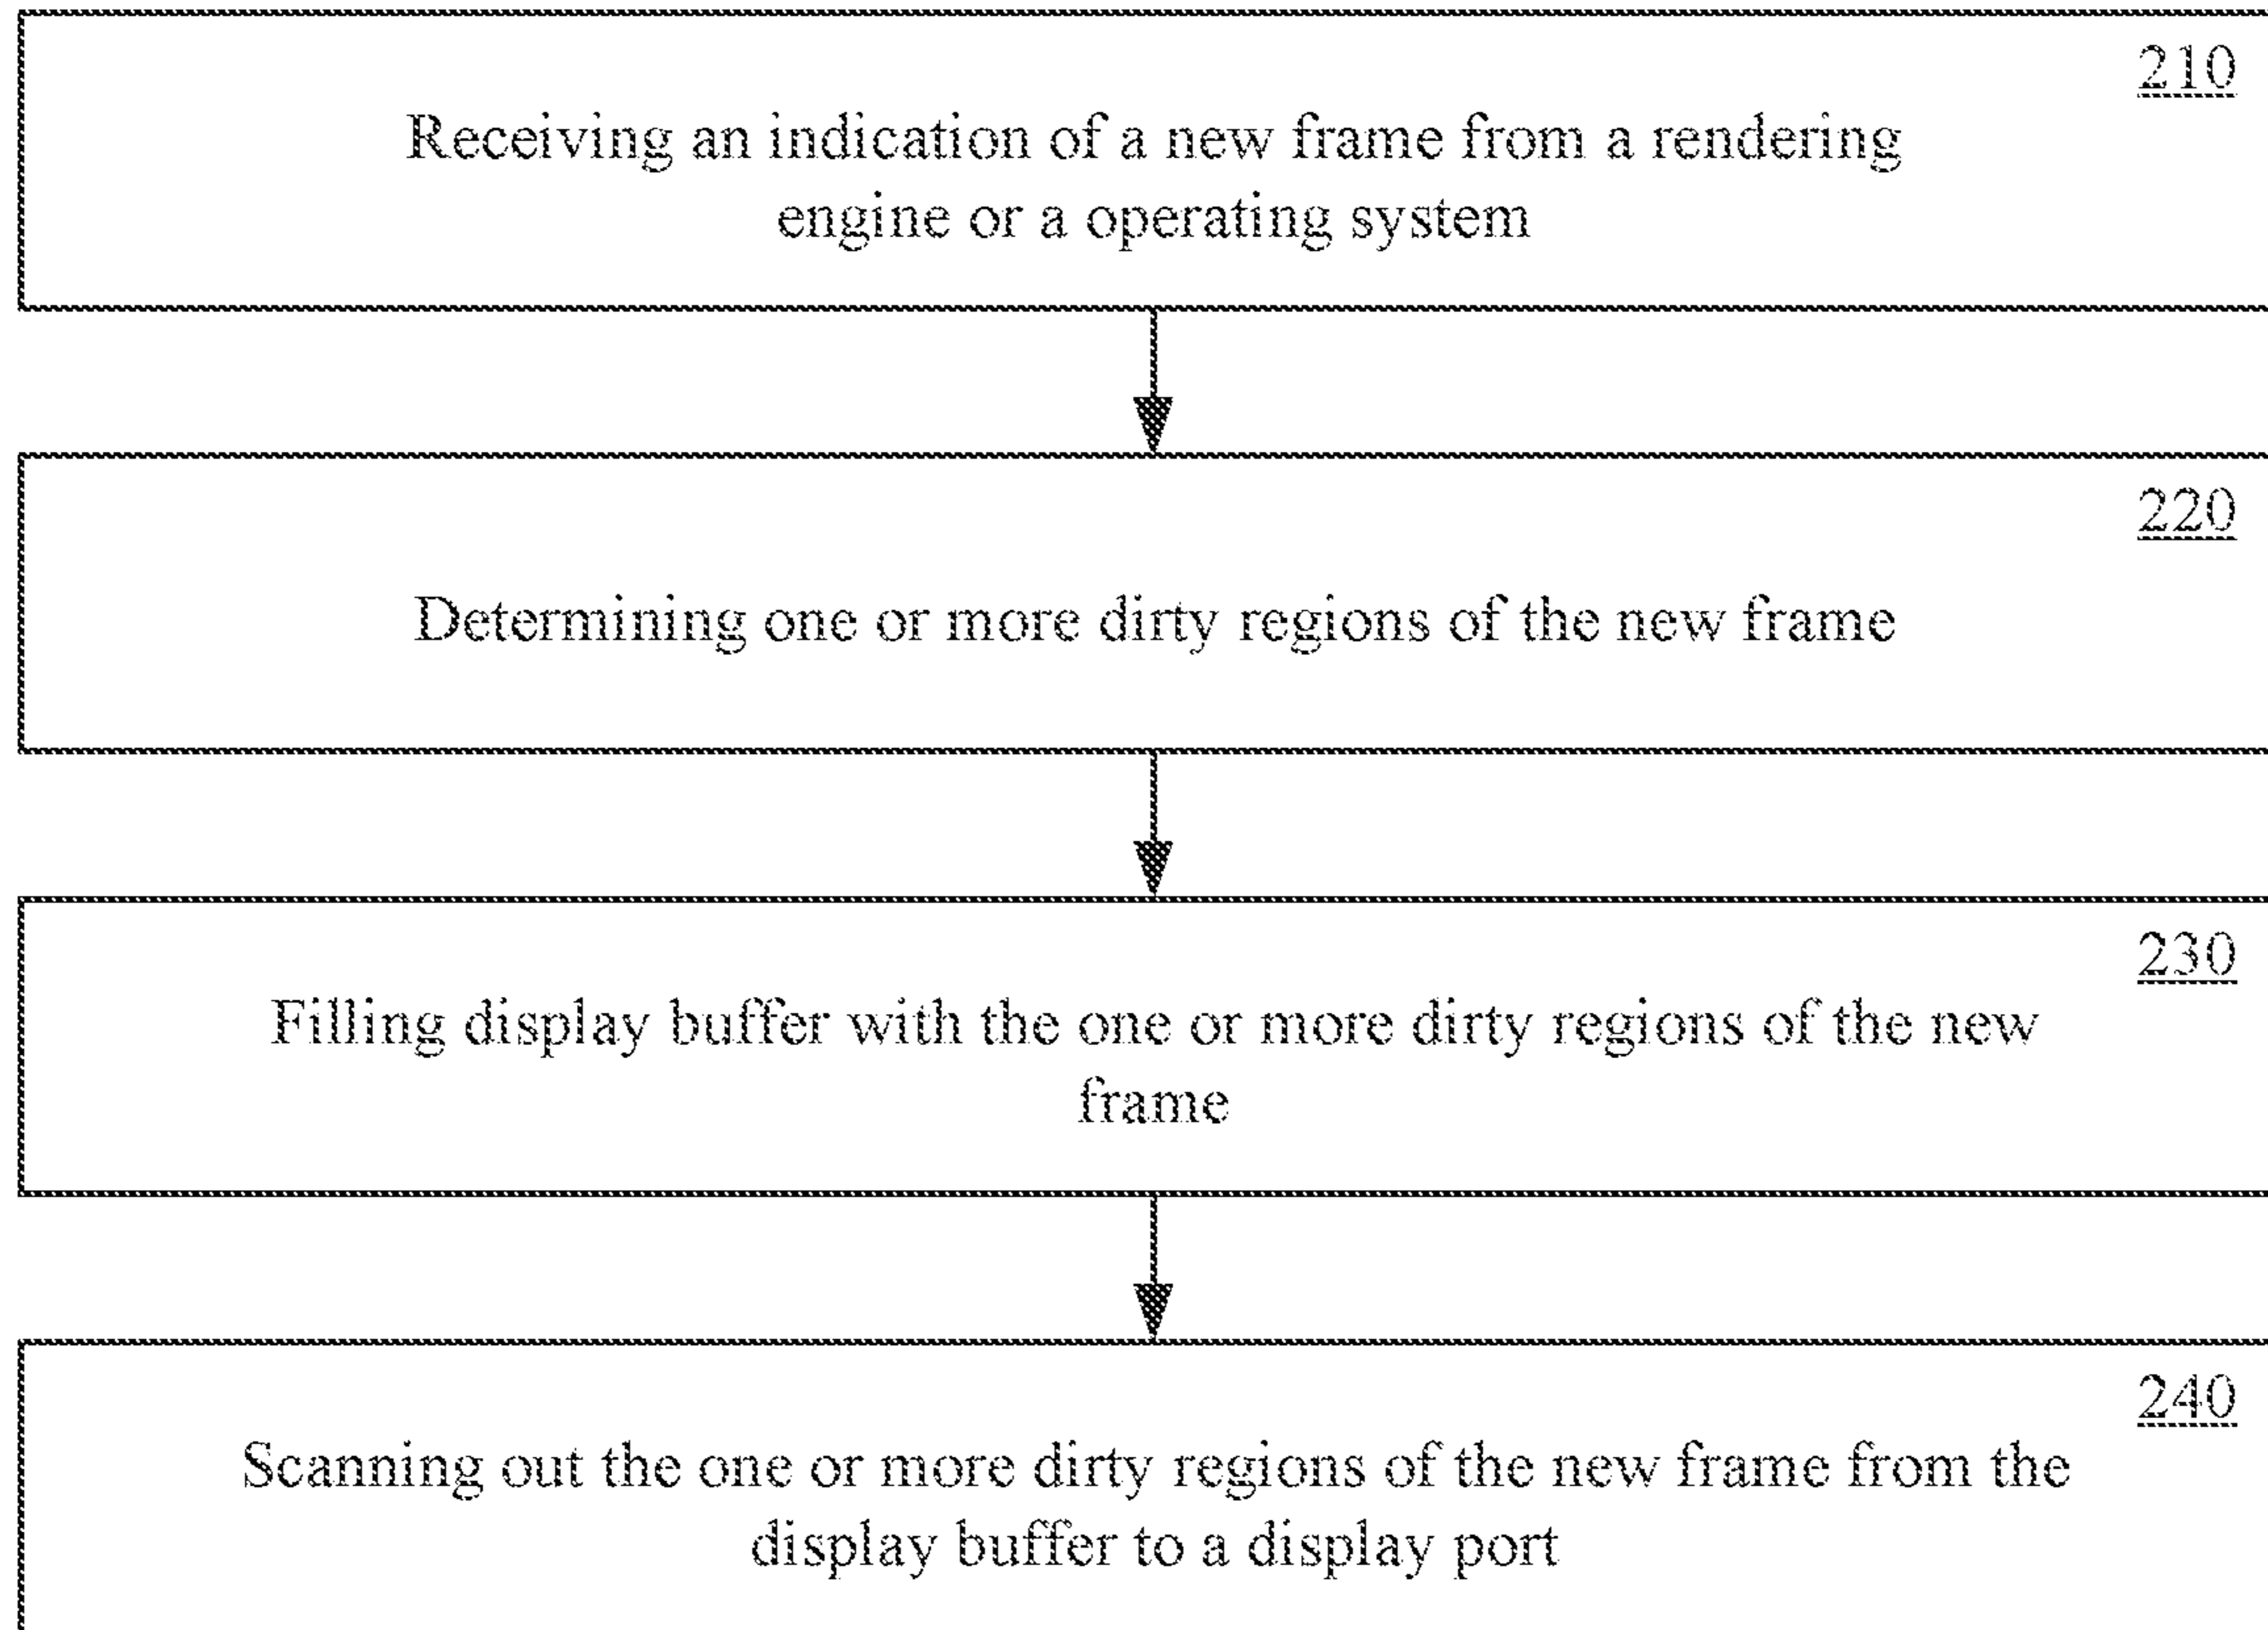 210
Receiving an indication of a new frame from a rendering
engine or a operating system
220
Determining one or more dirty regions of the new frame
230
Filling display buffer with the one or more dirty regions of the new
frame
240
Scanning out the one or more dirty regions of the new frame from the
display buffer to a display port